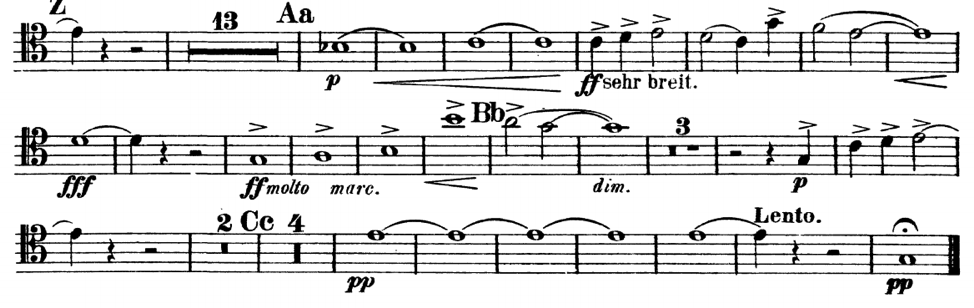 Z 13 Aa
p ff sehr breit.
Bb 3
fff ff molto marc. dim. p
2 Cc 4 Lento.
pp pp